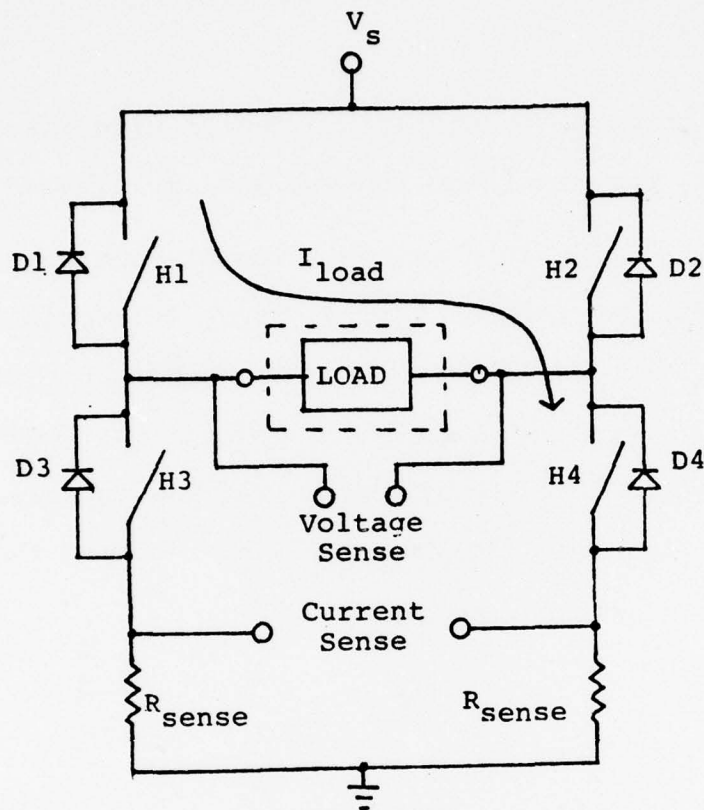 V_s
D1
H1
I_load
H2
D2
LOAD
D3
H3
H4
D4
Voltage
Sense
Current
Sense
R_sense
R_sense